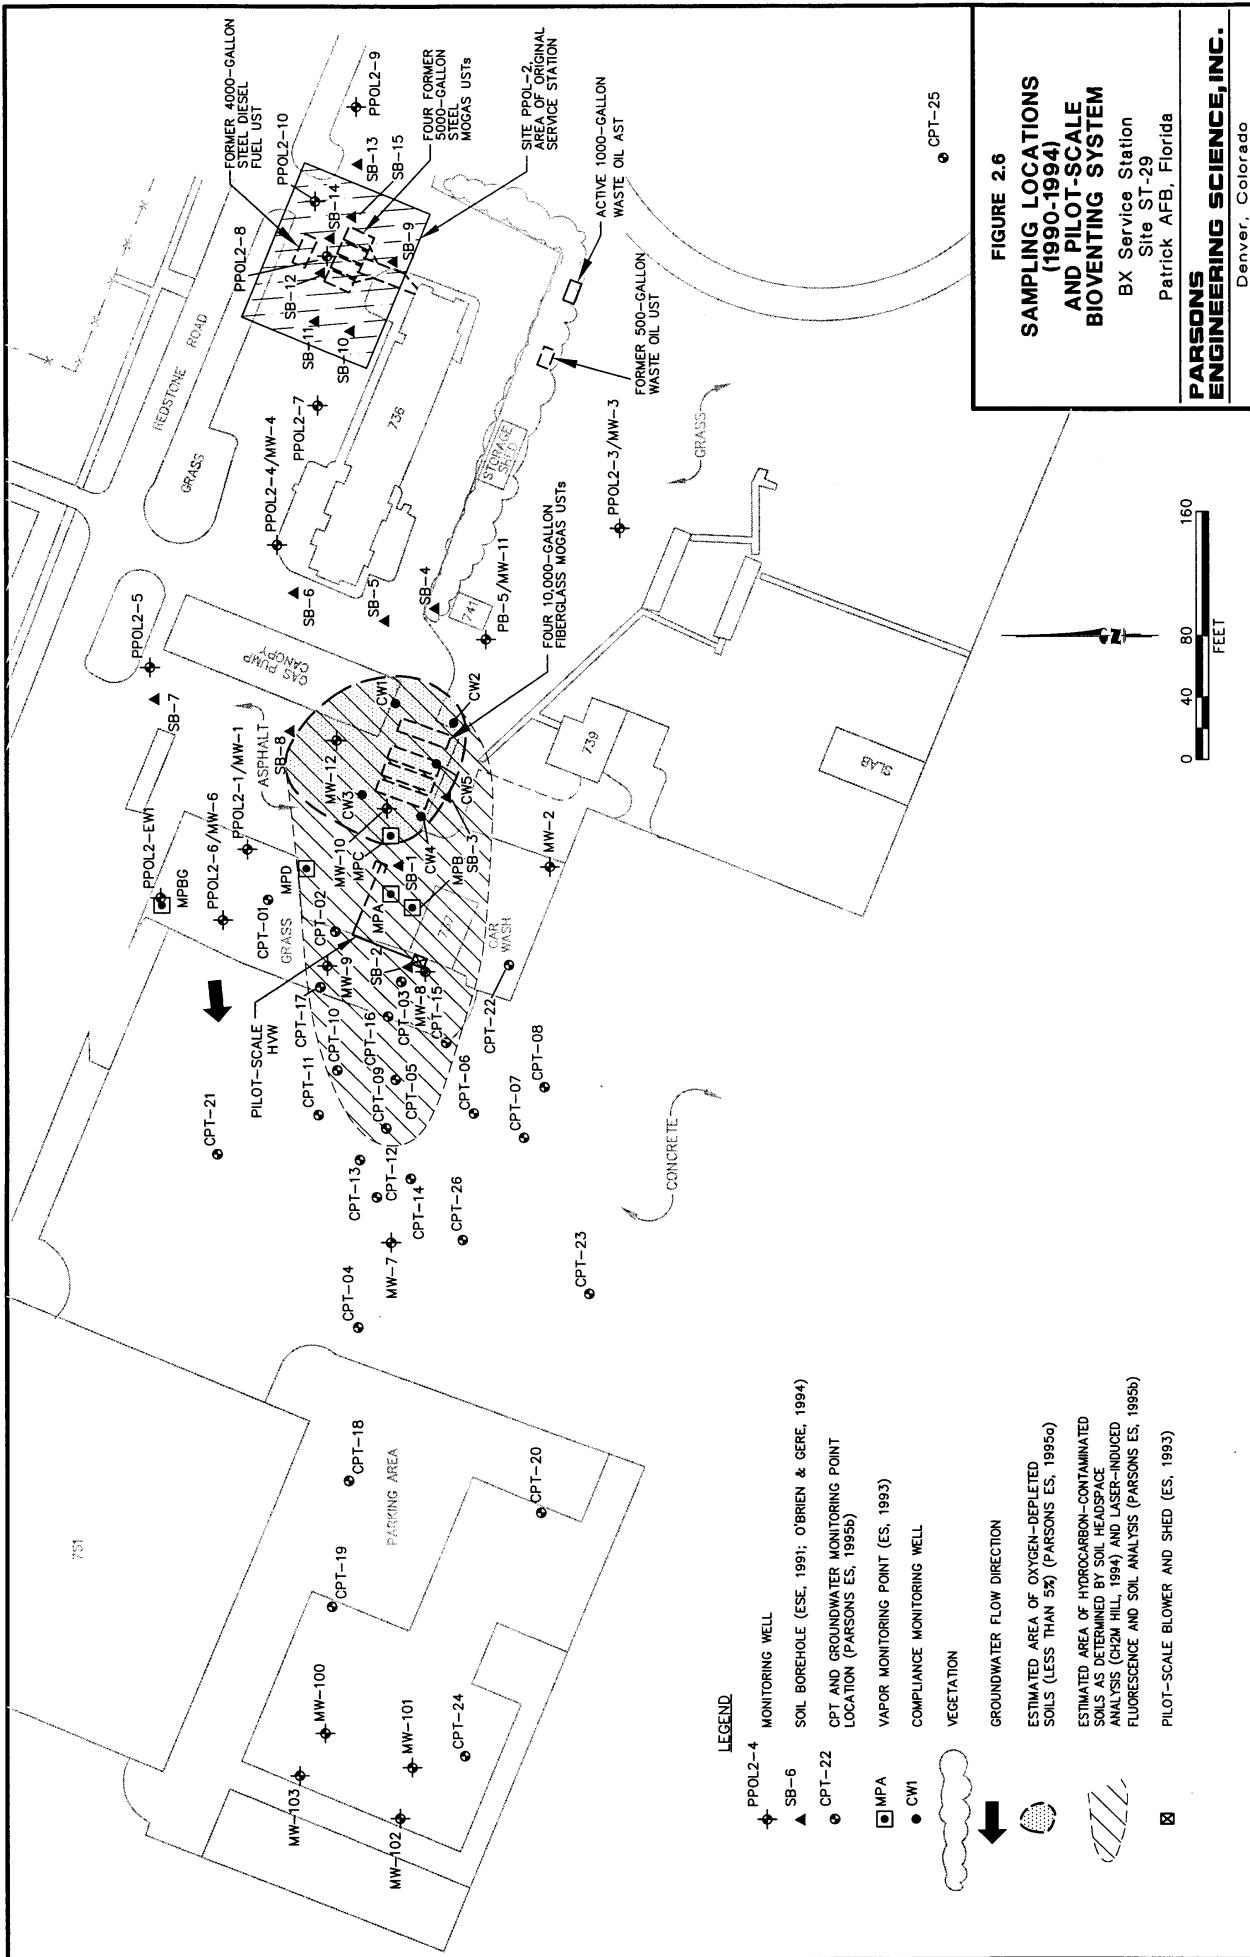 FORMER 4000-GALLON
STEEL DIESEL
FUEL UST
PPOL2-10
PPOL2-9
FOUR FORMER
5000-GALLON
STEEL
MOGAS USTs
SITE PPOL-2,
AREA OF ORIGINAL
SERVICE STATION
PPOL2-8
SB-13
SB-15
SB-14
SB-9
SB-12
SB-11
SB-10
ACTIVE 1000-GALLON
WASTE OIL AST
FORMER 500-GALLON
WASTE OIL UST
CPT-25
REDSTONE ROAD
GRASS
PPOL2-7
PPOL2-4/MW-4
736
STORAGE
SHED
PPOL2-3/MW-3
GRASS
SB-6
SB-5
SB-4
741
PB-5/MW-11
FOUR 10,000-GALLON
FIBERGLASS MOGAS USTs
PPOL2-5
SB-7
GAS PUMP
CANOPY
ASPHALT
SB-8
MW-12
CW1
CW2
CW3
CW5
CW4
SB-3
739
SLAB
MW-2
PPOL2-1/MW-1
PPOL2-EW1
MPBG
PPOL2-6/MW-6
CPT-01
GRASS
MPD
MW-10
MPC
SB-1
MPB
MPA
CPT-02
MW-9
SB-2
737
CAR
WASH
PILOT-SCALE
HVW
CPT-17
CPT-10
CPT-16
CPT-03
MW-8
CPT-15
CPT-22
CPT-11
CPT-09
CPT-05
CPT-06
CPT-07
CPT-08
CPT-21
CPT-13
CPT-12
CPT-14
CPT-26
MW-7
CPT-04
CPT-23
CONCRETE
751
PARKING AREA
CPT-18
CPT-19
CPT-20
MW-100
MW-101
CPT-24
MW-103
MW-102
LEGEND
PPOL2-4 MONITORING WELL
SB-6 SOIL BOREHOLE (ESE, 1991; O'BRIEN & GERE, 1994)
CPT-22 CPT AND GROUNDWATER MONITORING POINT
LOCATION (PARSONS ES, 1995b)
MPA VAPOR MONITORING POINT (ES, 1993)
CW1 COMPLIANCE MONITORING WELL
VEGETATION
GROUNDWATER FLOW DIRECTION
ESTIMATED AREA OF OXYGEN-DEPLETED
SOILS (LESS THAN 5%) (PARSONS ES, 1995a)
ESTIMATED AREA OF HYDROCARBON-CONTAMINATED
SOILS AS DETERMINED BY SOIL HEADSPACE
ANALYSIS (CH2M HILL, 1994) AND LASER-INDUCED
FLUORESCENCE AND SOIL ANALYSIS (PARSONS ES, 1995b)
PILOT-SCALE BLOWER AND SHED (ES, 1993)
N
0 40 80 160
FEET
FIGURE 2.6
SAMPLING LOCATIONS
(1990-1994)
AND PILOT-SCALE
BIOVENTING SYSTEM
BX Service Station
Site ST-29
Patrick AFB, Florida
PARSONS
ENGINEERING SCIENCE, INC.
Denver, Colorado